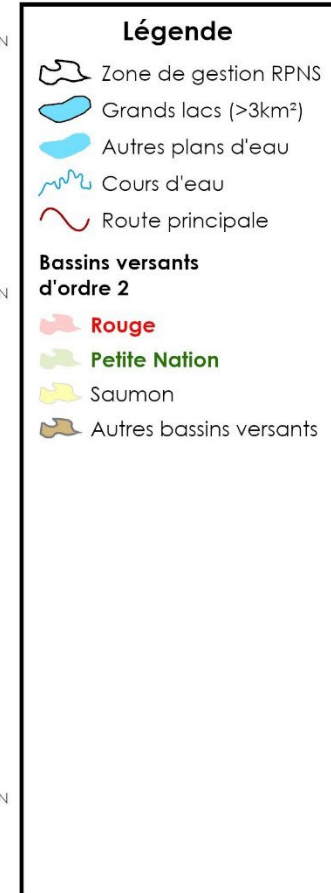 Légende
N
Zone de gestion RPNS
Grands lacs (>3km²)
Autres plans d'eau
Cours d'eau
Route principale
Bassins versants
N
d'ordre 2
Rouge
Petite Nation
Saumon
Autres bassins versants
N